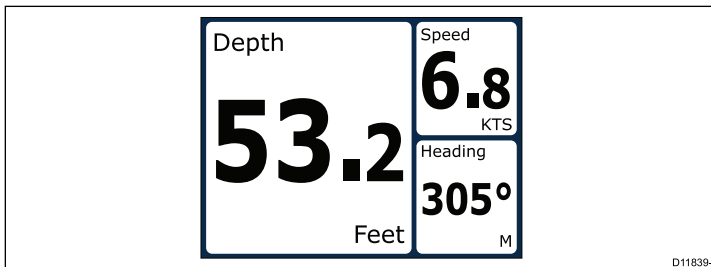 Depth
53.2
Feet
Speed
6.8
KTS
Heading
305°
M
D11839-